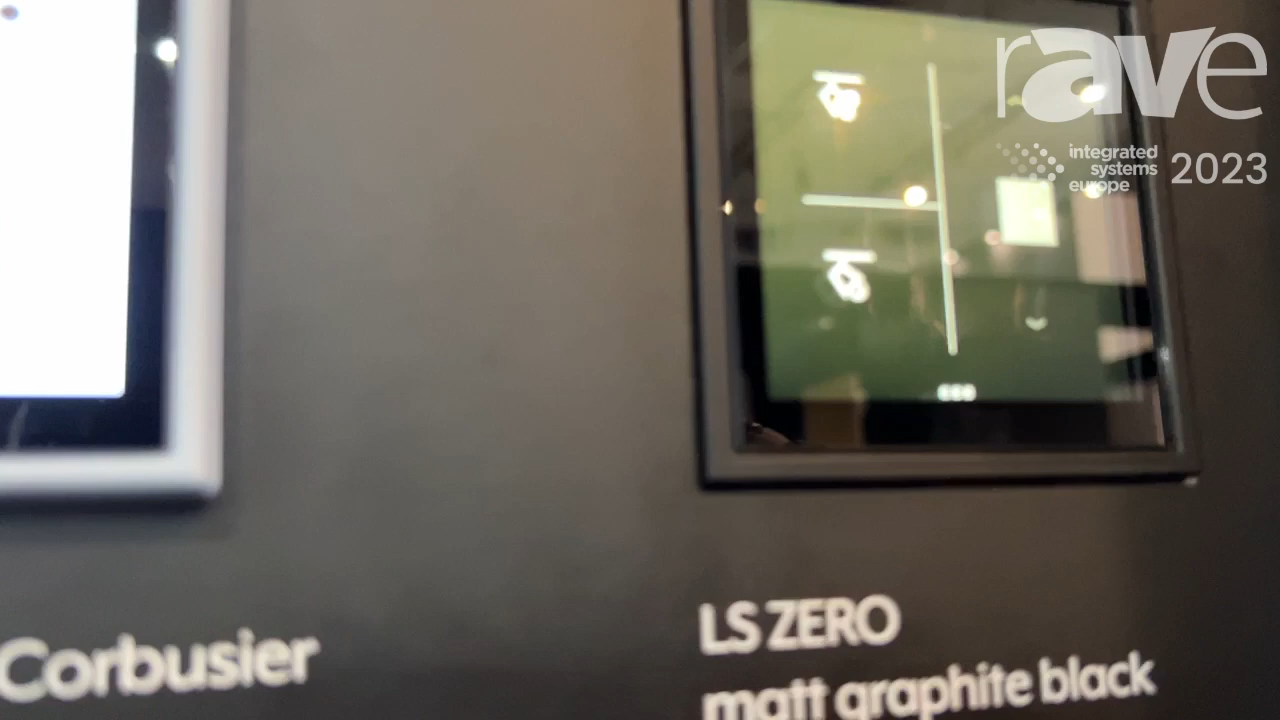 rave
integrated
systems
europe
2023
Corbusier
LS ZERO
matt graphite black